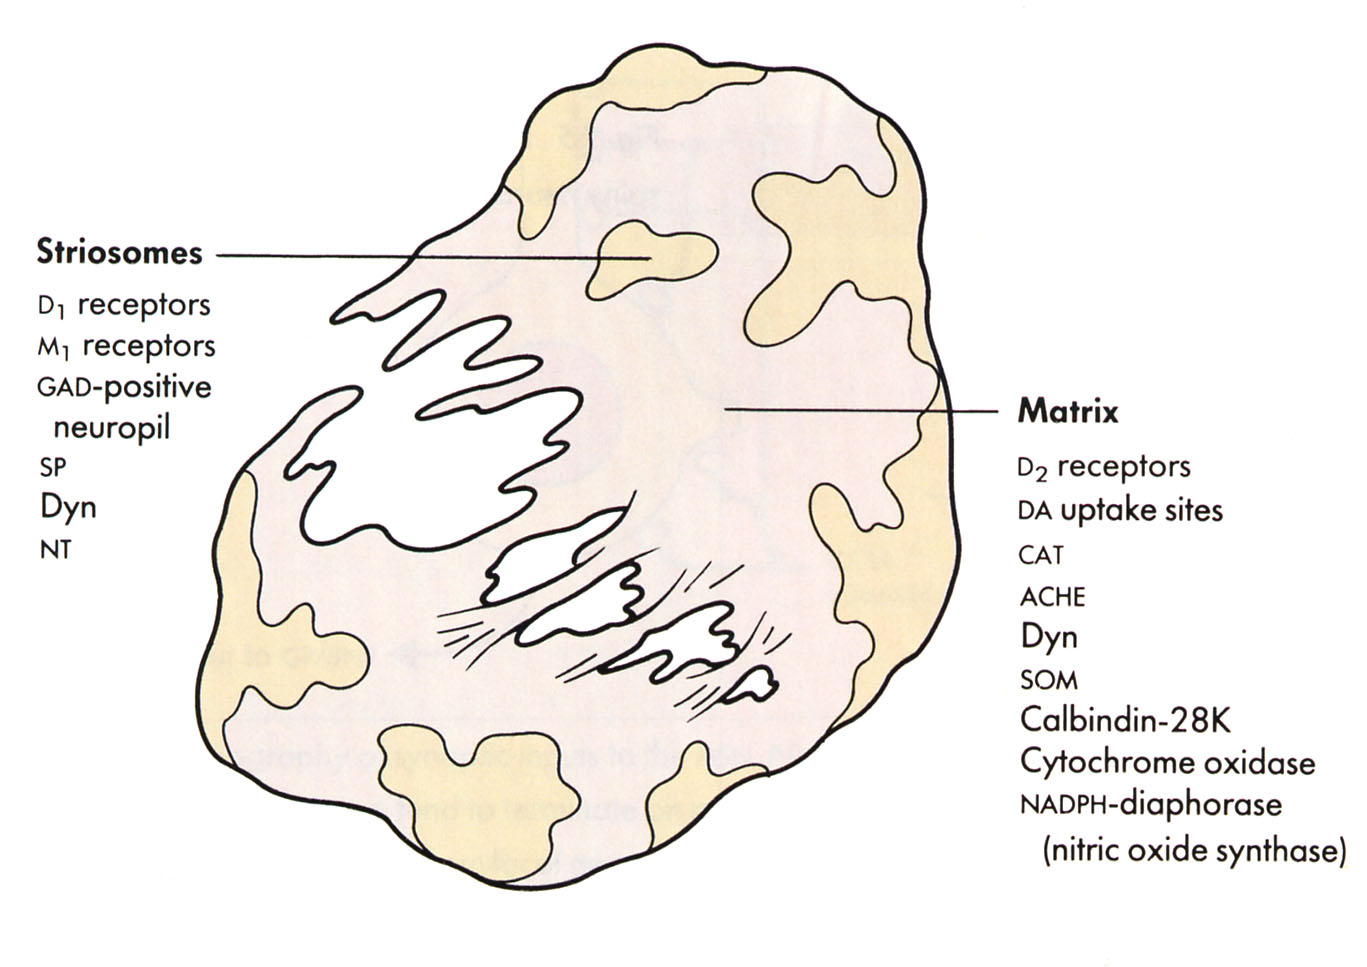 Striosomes
D₁ receptors
M₁ receptors
GAD-positive
neuropil
SP
Dyn
NT
Matrix
D₂ receptors
DA uptake sites
CAT
ACHE
Dyn
SOM
Calbindin-28K
Cytochrome oxidase
NADPH-diaphorase
(nitric oxide synthase)